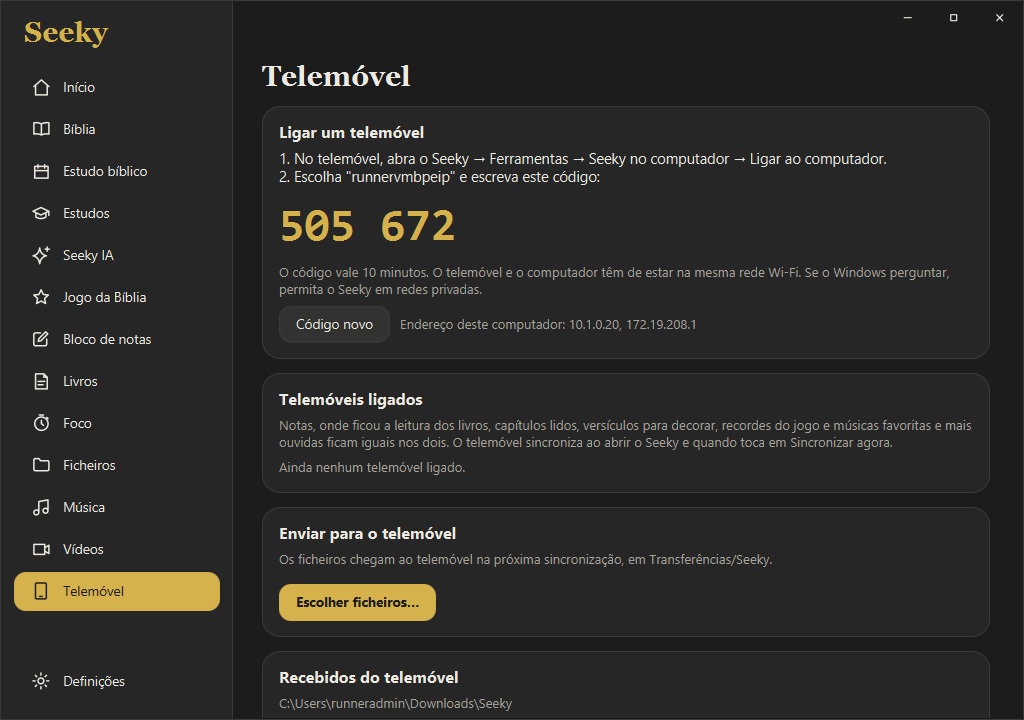 Seeky
Início
Bíblia
Estudo bíblico
Estudos
Seeky IA
Jogo da Bíblia
Bloco de notas
Livros
Foco
Ficheiros
Música
Vídeos
Telemóvel
Definições
Telemóvel
Ligar um telemóvel
1. No telemóvel, abra o Seeky → Ferramentas → Seeky no computador → Ligar ao computador.
2. Escolha "runnervmbpeip" e escreva este código:
505 672
O código vale 10 minutos. O telemóvel e o computador têm de estar na mesma rede Wi-Fi. Se o Windows perguntar,
permita o Seeky em redes privadas.
Código novo
Endereço deste computador: 10.1.0.20, 172.19.208.1
Telemóveis ligados
Notas, onde ficou a leitura dos livros, capítulos lidos, versículos para decorar, recordes do jogo e músicas favoritas e mais
ouvidas ficam iguais nos dois. O telemóvel sincroniza ao abrir o Seeky e quando toca em Sincronizar agora.
Ainda nenhum telemóvel ligado.
Enviar para o telemóvel
Os ficheiros chegam ao telemóvel na próxima sincronização, em Transferências/Seeky.
Escolher ficheiros...
Recebidos do telemóvel
C:\Users\runneradmin\Downloads\Seeky